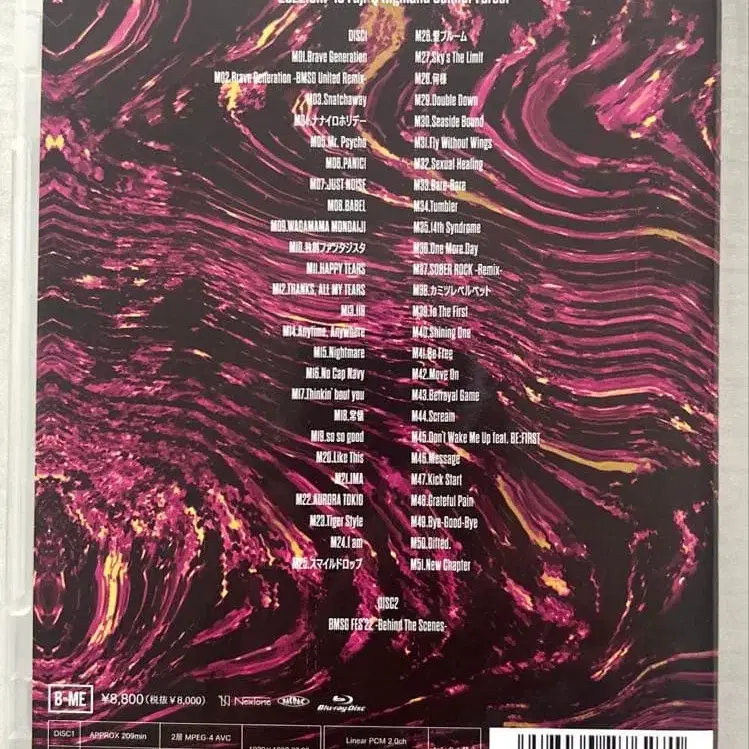 DISC1
M01.Brave Generation
M02.Brave Generation -BMSG United Remix-
M03.Snatchaway
M04.ナナイロホリデー
M05.Mr. Psycho
M06.PANIC!
M07.JUST NOISE
M08.BABEL
M09.WAGAMAMA MONDAIJI
M10.独創ファンタジスタ
M11.HAPPY TEARS
M12.THANKS, ALL MY TEARS
M14.Anytime, Anywhere
M15.Nightmare
M16.No Cap Navy
M17.Thinkin' bout you
M18.常葉
M19.so so good
M20.Like This
M21.IMA
M22.AURORA TOKIO
M23.Tiger Style
M24.I am
M25.スマイルドロップ
M26.愛ブルーム
M27.Sky's The Limit
M28.何様
M29.Double Down
M30.Seaside Bound
M31.Fly Without Wings
M32.Sexual Healing
M33.Bare-Bare
M34.Tumbler
M35.14th Syndrome
M36.One More Day
M37.SOBER ROCK -Remix-
M38.カミツレベルベット
M39.To The First
M40.Shining One
M41.Be Free
M42.Move On
M43.Betrayal Game
M44.Scream
M45.Don't Wake Me Up feat. BE:FIRST
M46.Message
M47.Kick Start
M48.Grateful Pain
M49.Bye-Good-Bye
M50.Gifted.
M51.New Chapter
DISC2
BMSG FES'22 -Behind The Scenes-
B-ME ¥8,800(税抜¥8,000) NexTone JASRAC Blu-ray Disc
DISC1 APPROX 209min 2層 MPEG-4 AVC Linear PCM 2.0ch